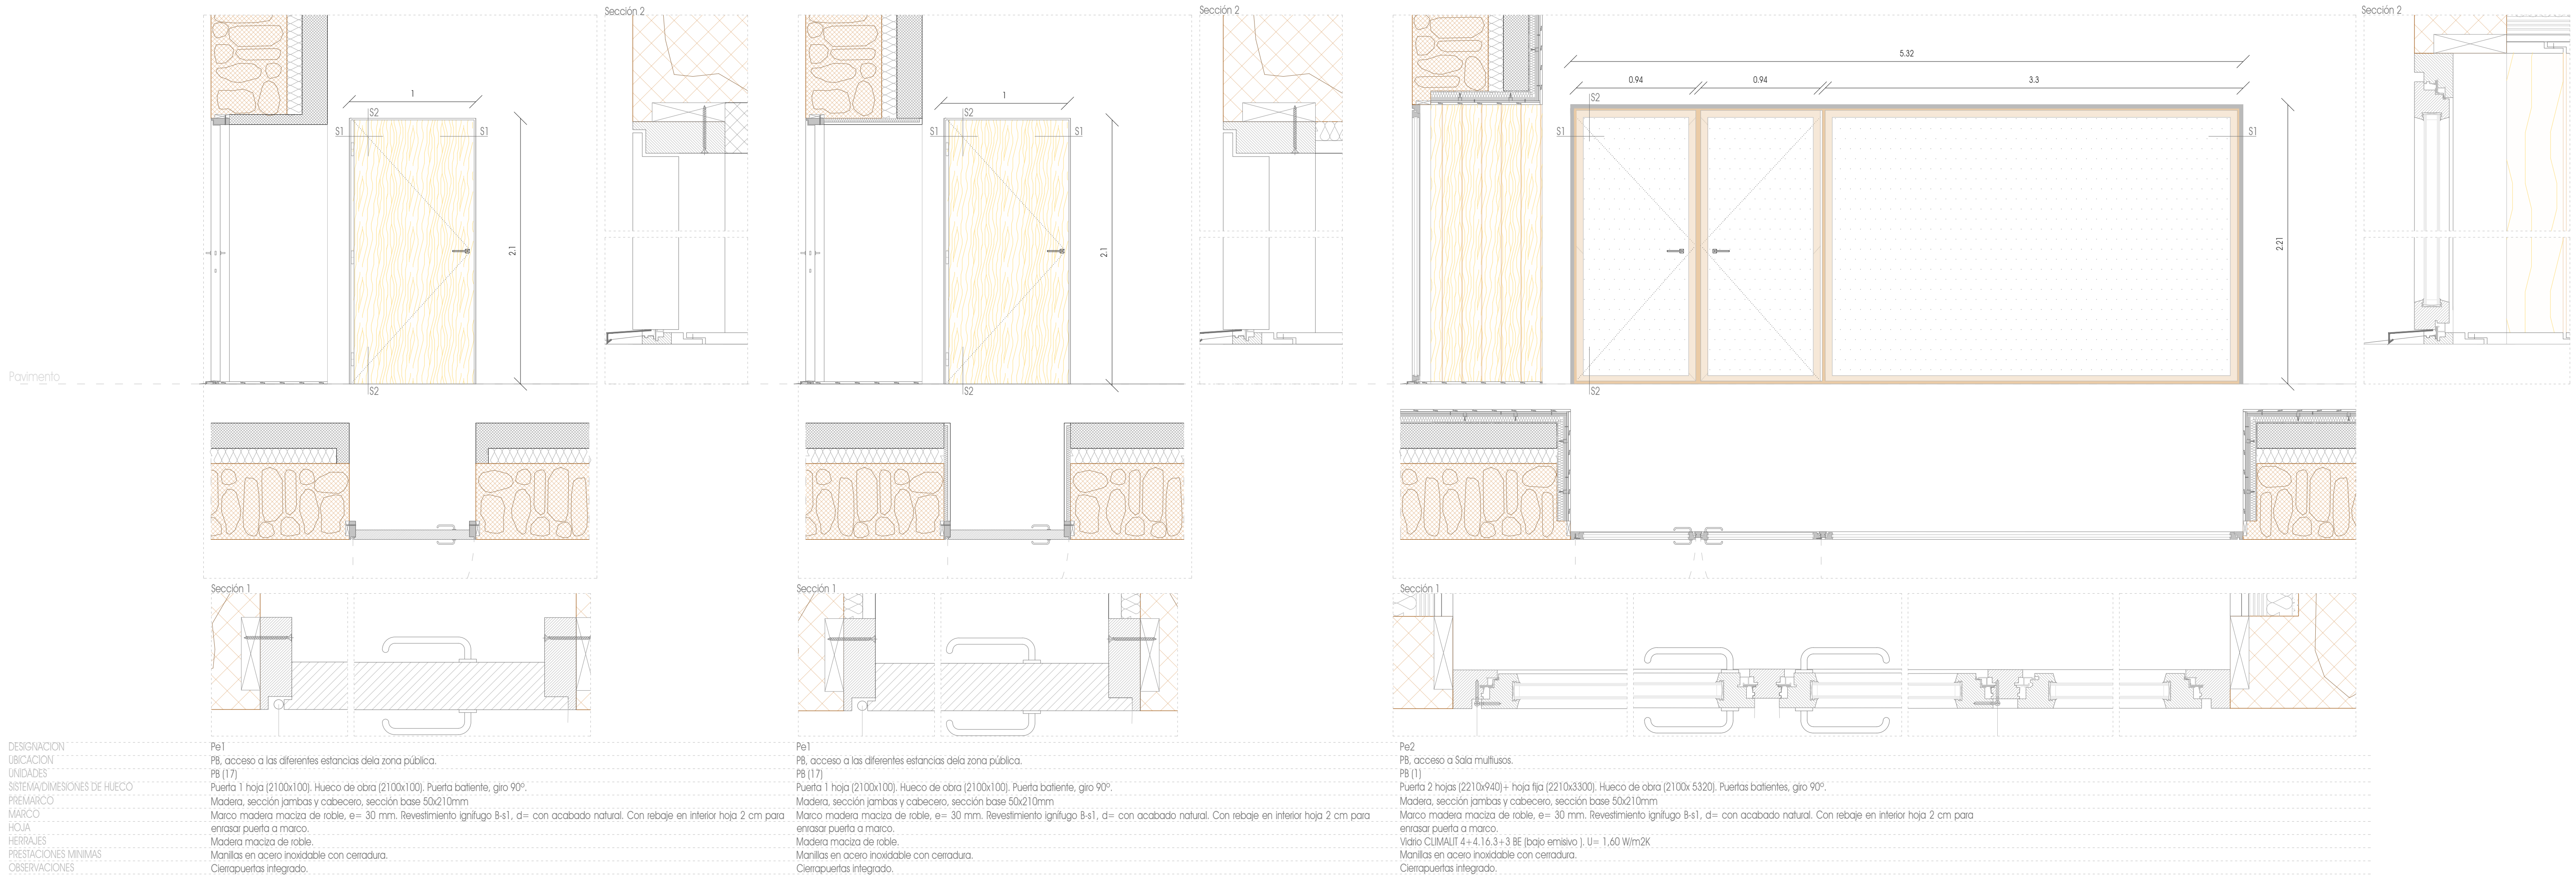 Sección 2
Sección 2
Sección 2
1
S2
S1
S1
2.1
S2
1
S2
S1
S1
2.1
S2
5.32
0.94
0.94
3.3
S2
S1
S1
2.21
S2
Pavimento
Sección 1
Sección 1
Sección 1
DESIGNACION
Pe1
Pe1
Pe2
UBICACION
PB, acceso a las diferentes estancias dela zona pública.
PB, acceso a las diferentes estancias dela zona pública.
PB, acceso a Sala multiusos.
UNIDADES
PB (17)
PB (17)
PB (1)
SISTEMA/DIMESIONES DE HUECO
Puerta 1 hoja (2100x100). Hueco de obra (2100x100). Puerta batiente, giro 90º.
Puerta 1 hoja (2100x100). Hueco de obra (2100x100). Puerta batiente, giro 90º.
Puerta 2 hojas (2210x940)+ hoja fija (2210x3300). Hueco de obra (2100x 5320). Puertas batientes, giro 90º.
PREMARCO
Madera, sección jambas y cabecero, sección base 50x210mm
Madera, sección jambas y cabecero, sección base 50x210mm
Madera, sección jambas y cabecero, sección base 50x210mm
MARCO
Marco madera maciza de roble, e= 30 mm. Revestimiento ignífugo B-s1, d= con acabado natural. Con rebaje en interior hoja 2 cm para
enrasar puerta a marco.
Marco madera maciza de roble, e= 30 mm. Revestimiento ignífugo B-s1, d= con acabado natural. Con rebaje en interior hoja 2 cm para
enrasar puerta a marco.
Marco madera maciza de roble, e= 30 mm. Revestimiento ignífugo B-s1, d= con acabado natural. Con rebaje en interior hoja 2 cm para
enrasar puerta a marco.
HOJA
HERRAJES
Madera maciza de roble.
Madera maciza de roble.
Vidrio CLIMALIT 4+4.16.3+3 BE (bajo emisivo ). U= 1,60 W/m2K
PRESTACIONES MINIMAS
Manillas en acero inoxidable con cerradura.
Manillas en acero inoxidable con cerradura.
Manillas en acero inoxidable con cerradura.
OBSERVACIONES
Cierrapuertas integrado.
Cierrapuertas integrado.
Cierrapuertas integrado.